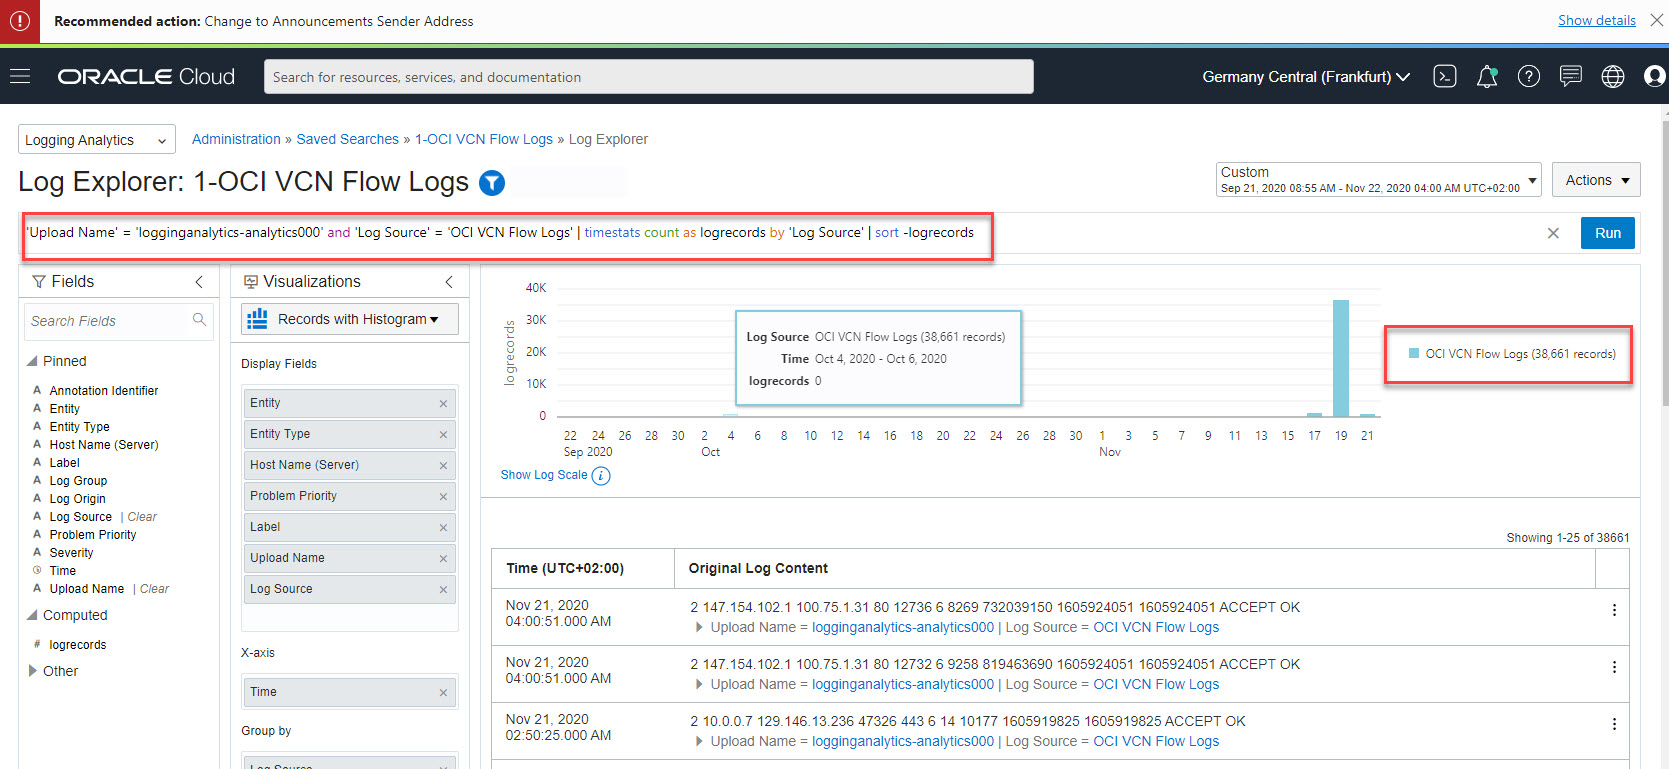 Recommended action: Change to Announcements Sender Address
Show details
ORACLE Cloud
Search for resources, services, and documentation
Germany Central (Frankfurt)
Logging Analytics
Administration » Saved Searches » 1-OCI VCN Flow Logs » Log Explorer
Log Explorer: 1-OCI VCN Flow Logs
Custom
Sep 21, 2020 08:55 AM - Nov 22, 2020 04:00 AM UTC+02:00
Actions
'Upload Name' = 'logginganalytics-analytics000' and 'Log Source' = 'OCI VCN Flow Logs' | timestats count as logrecords by 'Log Source' | sort -logrecords
Run
Fields
Search Fields
Pinned
A Annotation Identifier
A Entity
A Entity Type
A Host Name (Server)
A Label
A Log Group
A Log Origin
A Log Source | Clear
A Problem Priority
A Severity
Time
A Upload Name | Clear
Computed
# logrecords
Other
Visualizations
Records with Histogram
Display Fields
Entity
Entity Type
Host Name (Server)
Problem Priority
Label
Upload Name
Log Source
X-axis
Time
Group by
Log Source
logrecords
40K
30K
20K
10K
0
Log Source OCI VCN Flow Logs (38,661 records)
Time Oct 4, 2020 - Oct 6, 2020
logrecords 0
OCI VCN Flow Logs (38,661 records)
22 24 26 28 30 2 4 6 8 10 12 14 16 18 20 22 24 26 28 30 1 3 5 7 9 11 13 15 17 19 21
Sep 2020 Oct Nov
Show Log Scale i
Showing 1-25 of 38661
Time (UTC+02:00) Original Log Content
Nov 21, 2020
04:00:51.000 AM
2 147.154.102.1 100.75.1.31 80 12736 6 8269 732039150 1605924051 1605924051 ACCEPT OK
Upload Name = logginganalytics-analytics000 | Log Source = OCI VCN Flow Logs
Nov 21, 2020
04:00:51.000 AM
2 147.154.102.1 100.75.1.31 80 12732 6 9258 819463690 1605924051 1605924051 ACCEPT OK
Upload Name = logginganalytics-analytics000 | Log Source = OCI VCN Flow Logs
Nov 21, 2020
02:50:25.000 AM
2 10.0.0.7 129.146.13.236 47326 443 6 14 10177 1605919825 1605919825 ACCEPT OK
Upload Name = logginganalytics-analytics000 | Log Source = OCI VCN Flow Logs